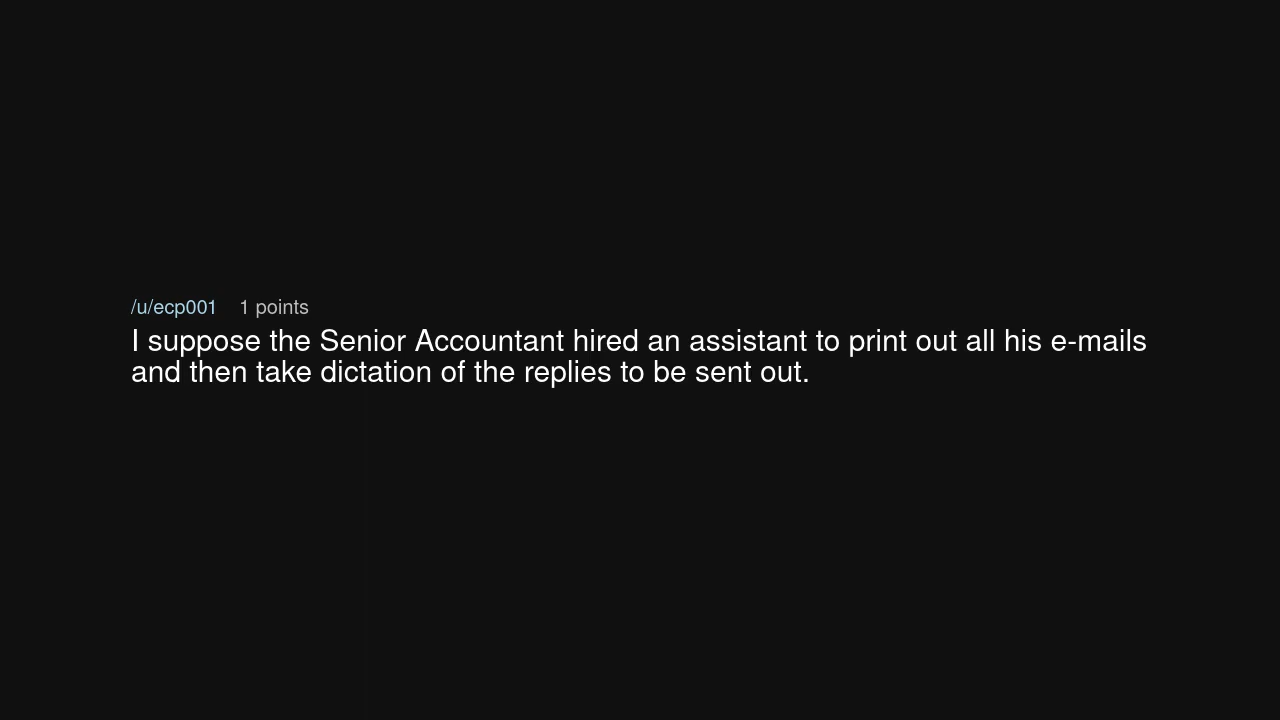 /u/ecp001 1 points
I suppose the Senior Accountant hired an assistant to print out all his e-mails
and then take dictation of the replies to be sent out.